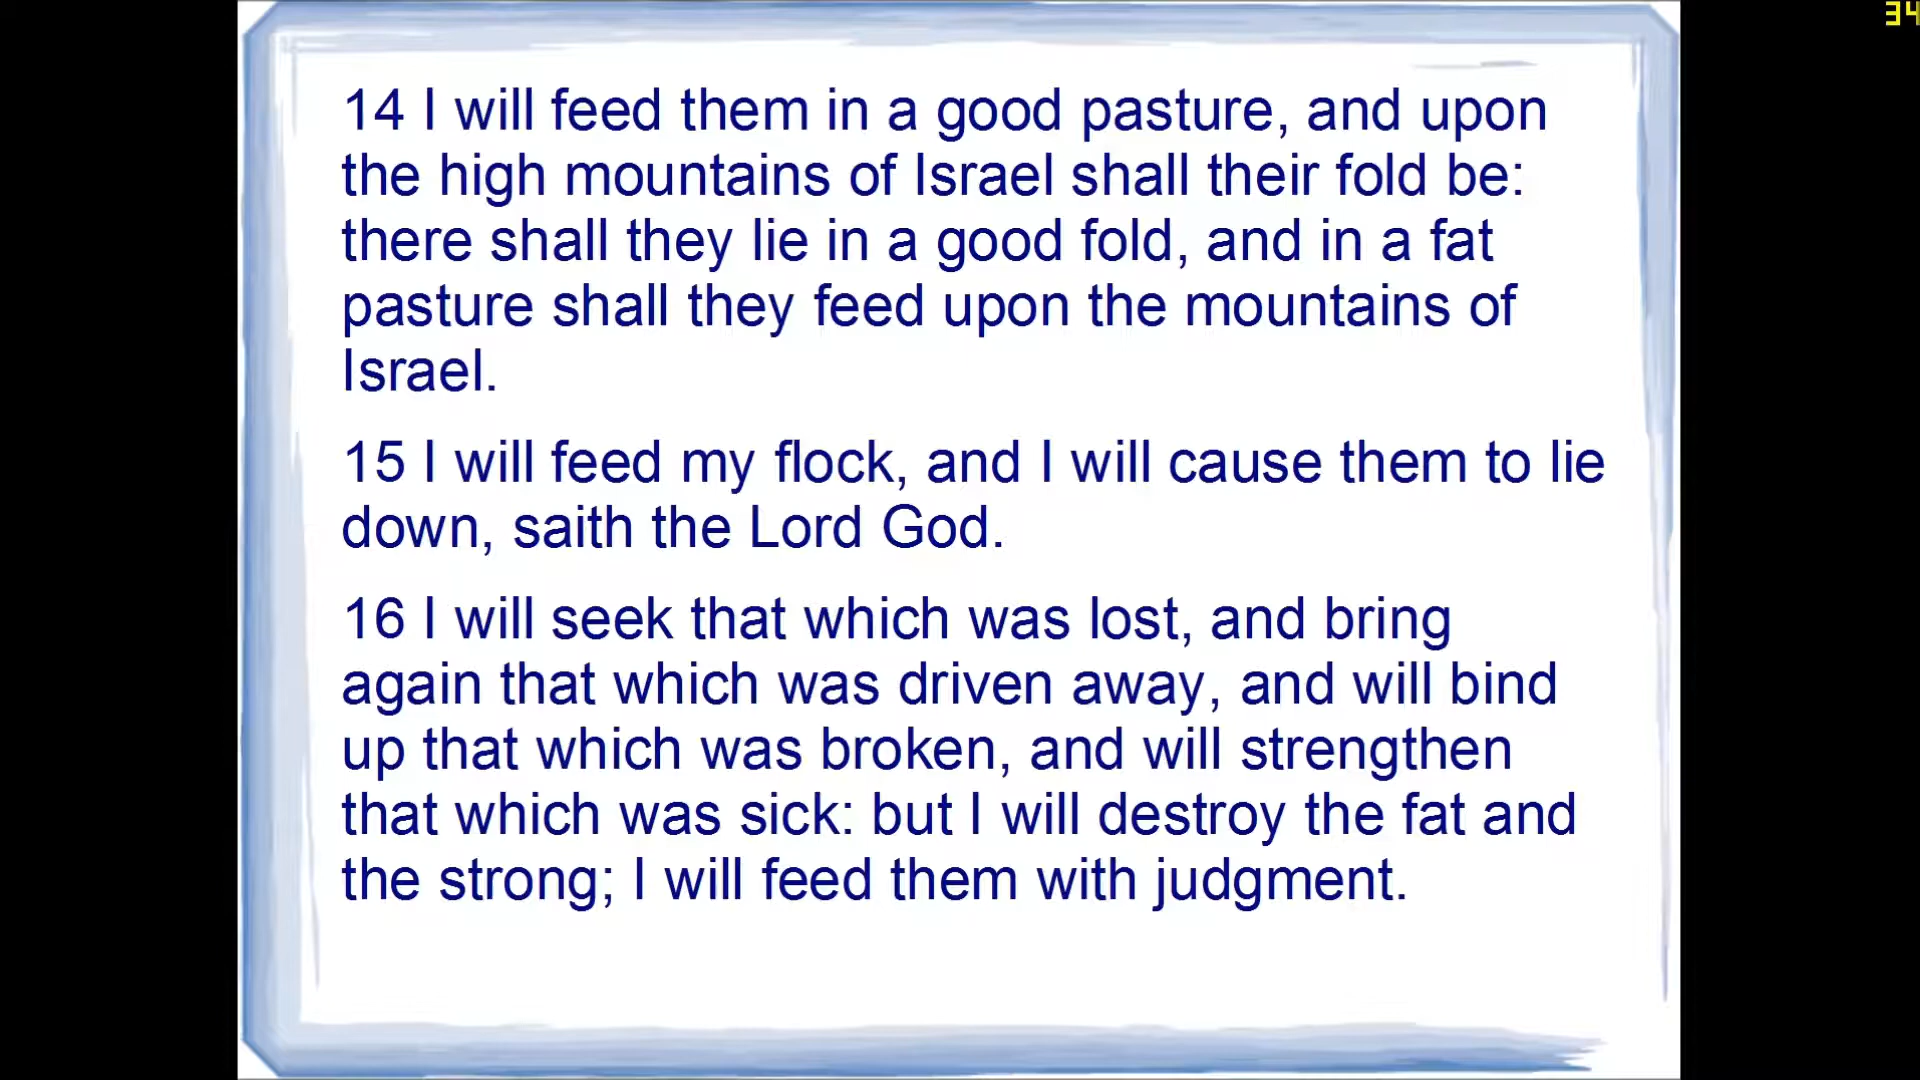 34
14 I will feed them in a good pasture, and upon
the high mountains of Israel shall their fold be:
there shall they lie in a good fold, and in a fat
pasture shall they feed upon the mountains of
Israel.
15 I will feed my flock, and I will cause them to lie
down, saith the Lord God.
16 I will seek that which was lost, and bring
again that which was driven away, and will bind
up that which was broken, and will strengthen
that which was sick: but I will destroy the fat and
the strong; I will feed them with judgment.